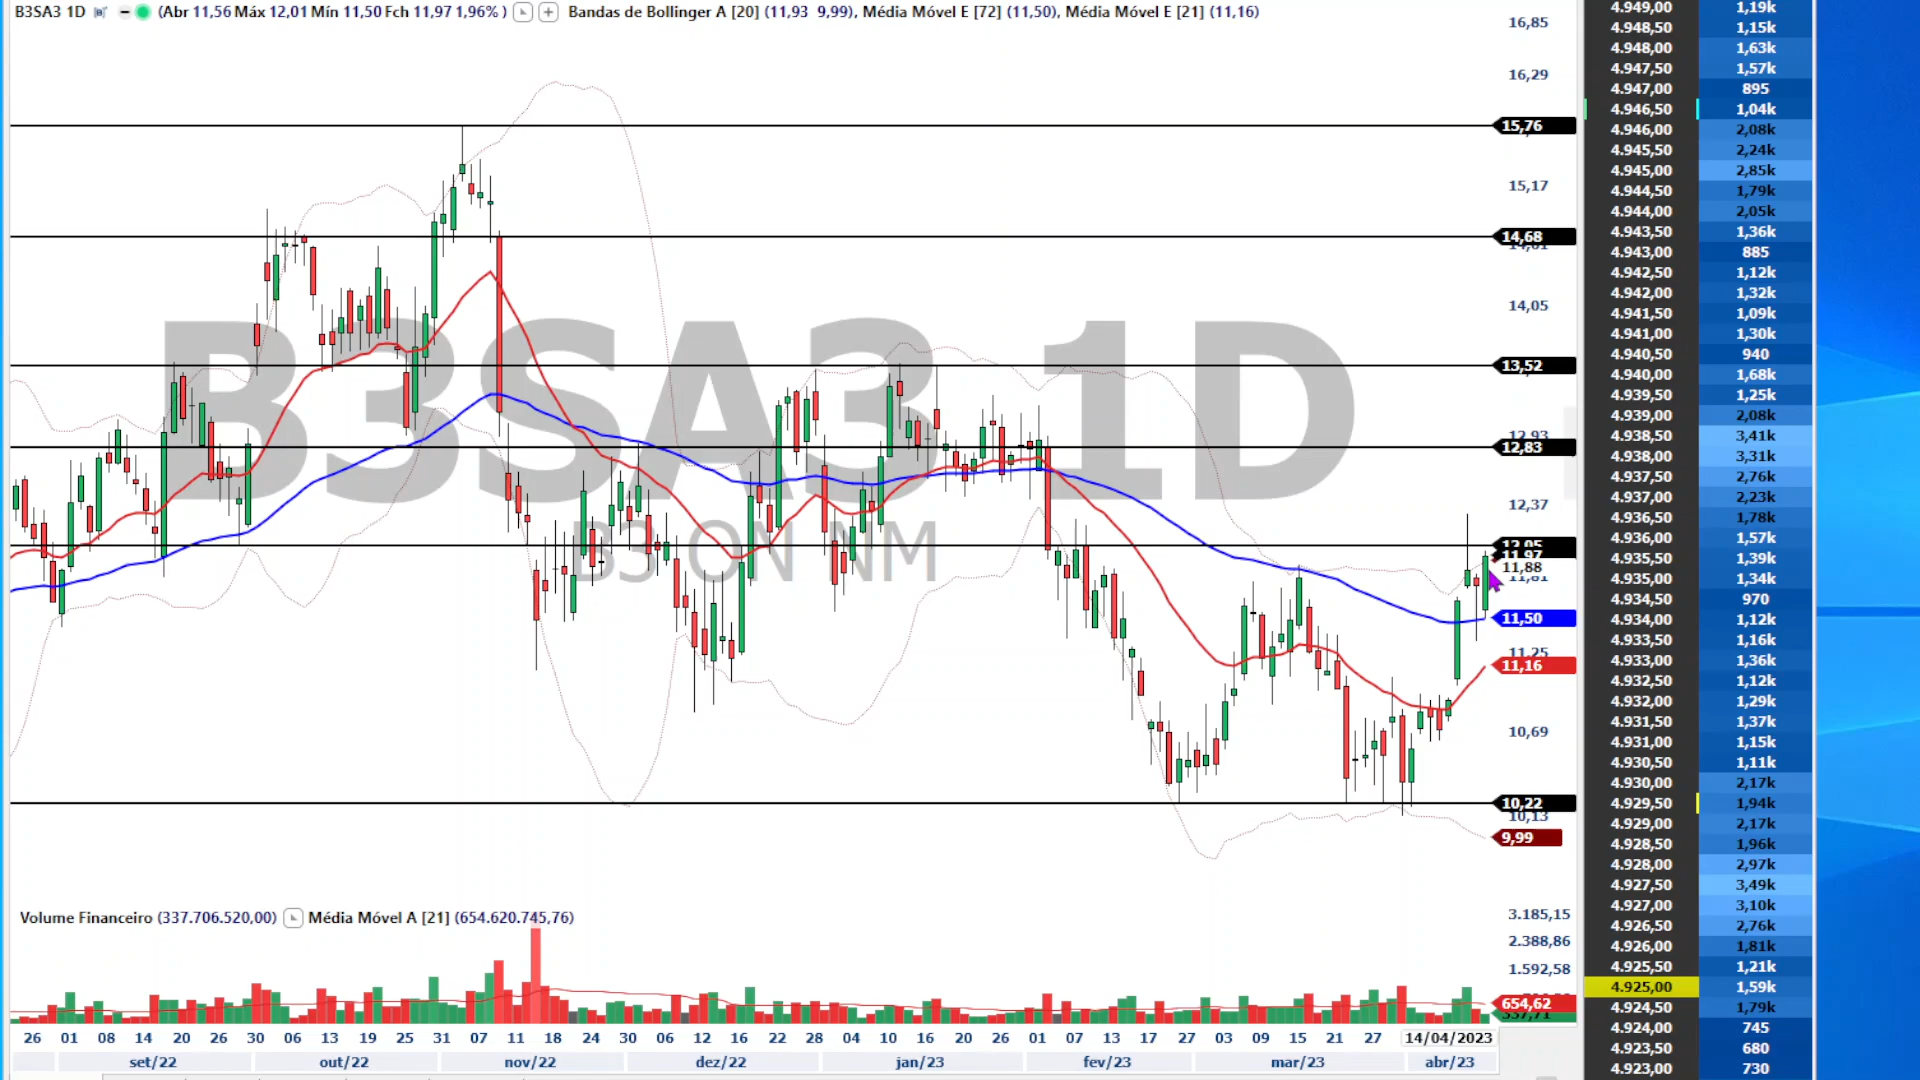 B3SA3 1D (Abr 11,56 Máx 12,01 Mín 11,50 Fch 11,97 1,96% ) Bandas de Bollinger A [20] (11,93 9,99), Média Móvel E [72] (11,50), Média Móvel E [21] (11,16)
16,85
16,29
15,76
15,17
14,68
14,05
13,52
12,93
12,83
12,37
12,05
11,97
11,88
11,81
11,50
11,25
11,16
10,69
10,22
10,13
9,99
B3SA3 1D
B3 ON NM
Volume Financeiro (337.706.520,00) Média Móvel A [21] (654.620.745,76)
3.185,15
2.388,86
1.592,58
654,62
337,71
26 01 08 14 20 26 30 06 13 19 25 31 07 11 18 24 30 06 12 16 22 28 04 10 16 20 26 01 07 13 17 27 03 09 15 21 27 14/04/2023
set/22 out/22 nov/22 dez/22 jan/23 fev/23 mar/23 abr/23
4.949,00 1,19k
4.948,50 1,15k
4.948,00 1,63k
4.947,50 1,57k
4.947,00 895
4.946,50 1,04k
4.946,00 2,08k
4.945,50 2,24k
4.945,00 2,85k
4.944,50 1,79k
4.944,00 2,05k
4.943,50 1,36k
4.943,00 885
4.942,50 1,12k
4.942,00 1,32k
4.941,50 1,09k
4.941,00 1,30k
4.940,50 940
4.940,00 1,68k
4.939,50 1,25k
4.939,00 2,08k
4.938,50 3,41k
4.938,00 3,31k
4.937,50 2,76k
4.937,00 2,23k
4.936,50 1,78k
4.936,00 1,57k
4.935,50 1,39k
4.935,00 1,34k
4.934,50 970
4.934,00 1,12k
4.933,50 1,16k
4.933,00 1,36k
4.932,50 1,12k
4.932,00 1,29k
4.931,50 1,37k
4.931,00 1,15k
4.930,50 1,11k
4.930,00 2,17k
4.929,50 1,94k
4.929,00 2,17k
4.928,50 1,96k
4.928,00 2,97k
4.927,50 3,49k
4.927,00 3,10k
4.926,50 2,76k
4.926,00 1,81k
4.925,50 1,21k
4.925,00 1,59k
4.924,50 1,79k
4.924,00 745
4.923,50 680
4.923,00 730